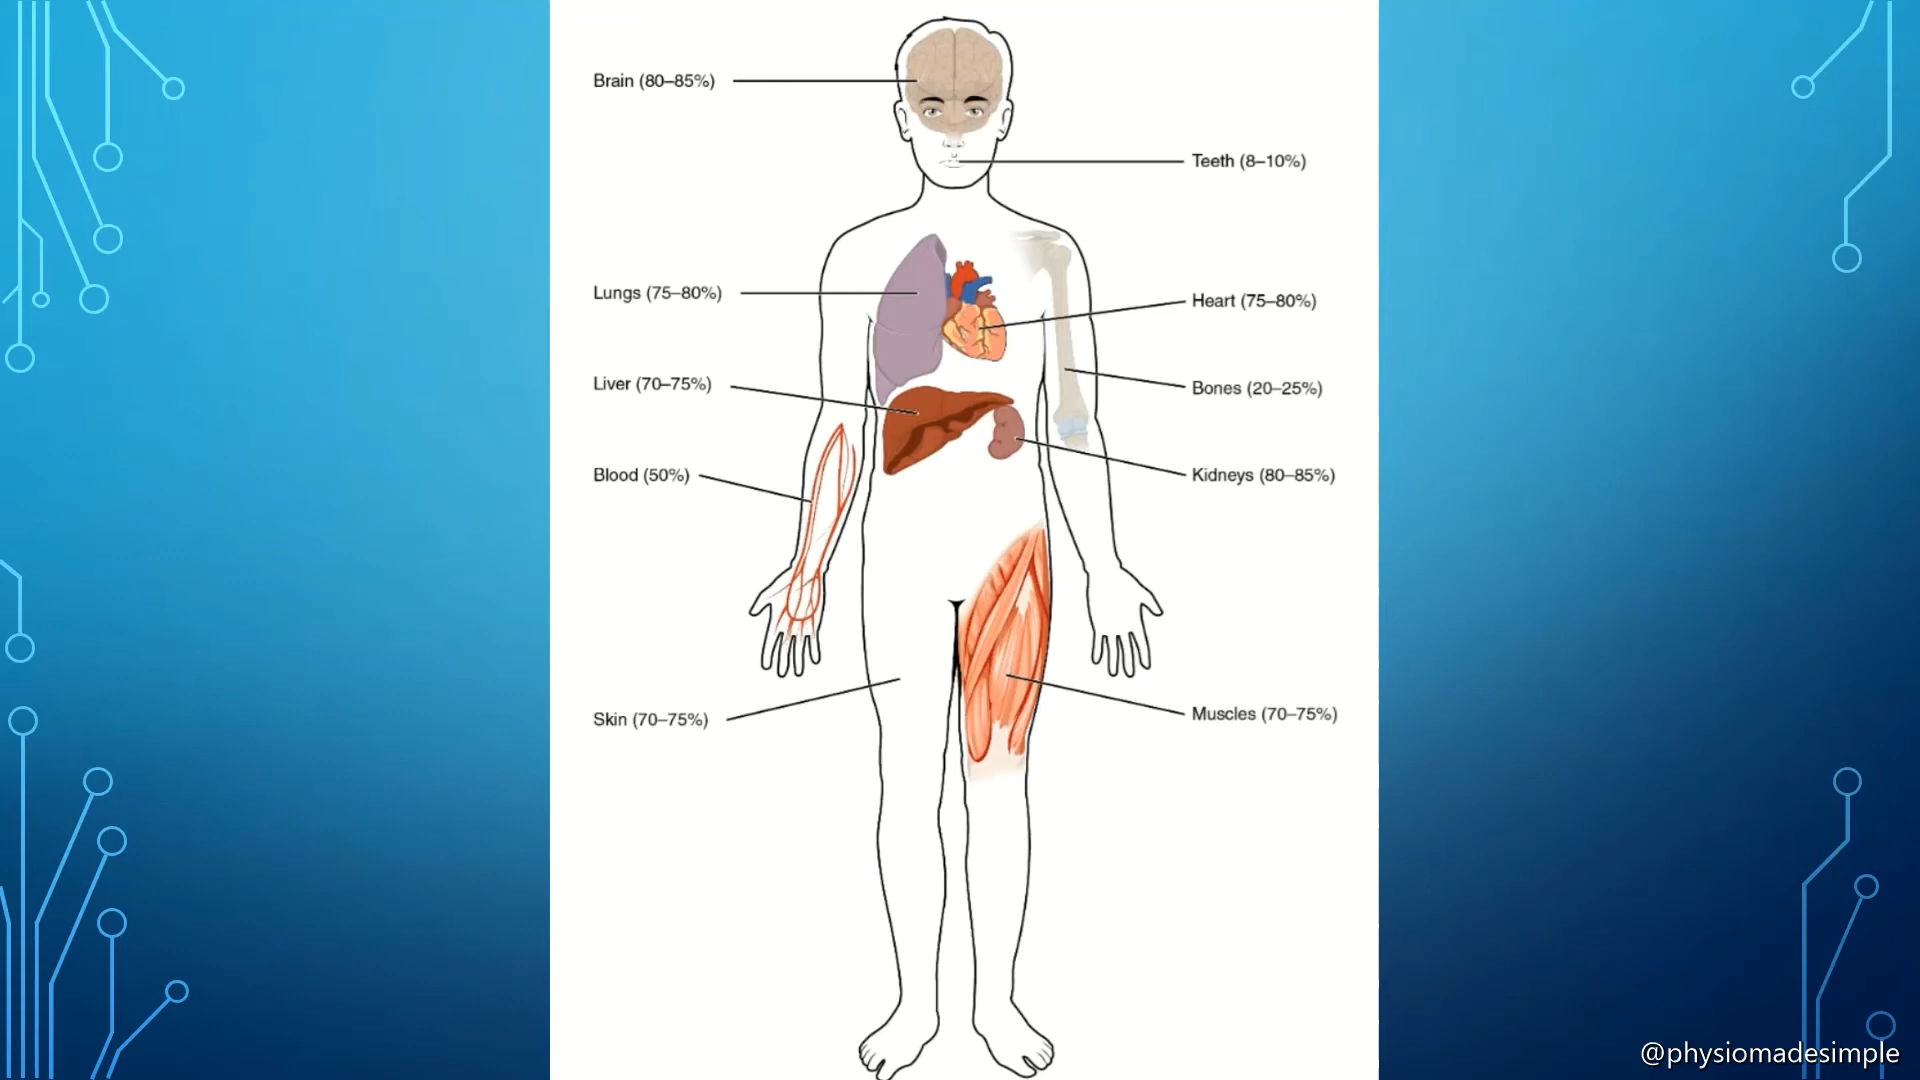 Brain (80–85%)
Teeth (8–10%)
Lungs (75–80%)
Heart (75–80%)
Liver (70–75%)
Bones (20–25%)
Blood (50%)
Kidneys (80–85%)
Skin (70–75%)
Muscles (70–75%)
@physiomadesimple